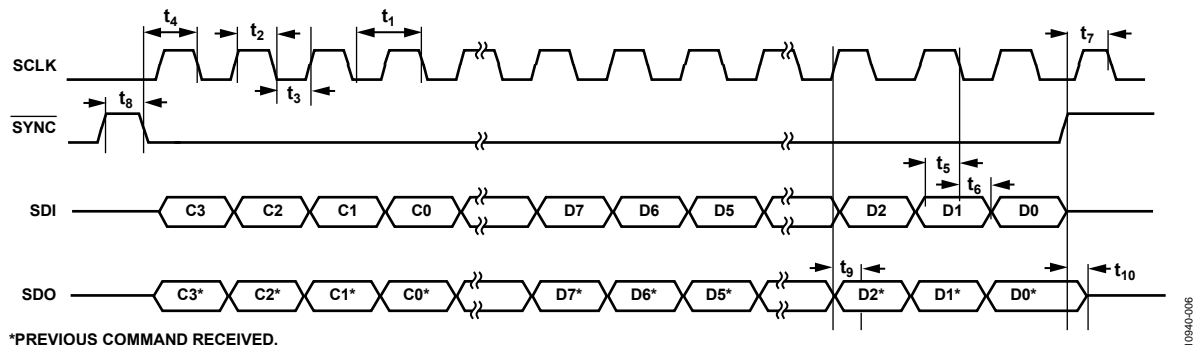 t4 t2 t1 t7
SCLK
t3
t8
SYNC
t5
t6
SDI C3 C2 C1 C0 D7 D6 D5 D2 D1 D0
t9
t10
SDO C3* C2* C1* C0* D7* D6* D5* D2* D1* D0*
*PREVIOUS COMMAND RECEIVED.
10940-006